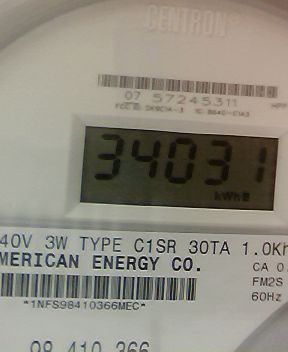 CENTRON®
07 57245311
34031
kWh
40V 3W TYPE C1SR 30TA 1.0Kh
MERICAN ENERGY CO.
CA 0.
FM2S
*1NFS98410366MEC*
60Hz
98 410 366